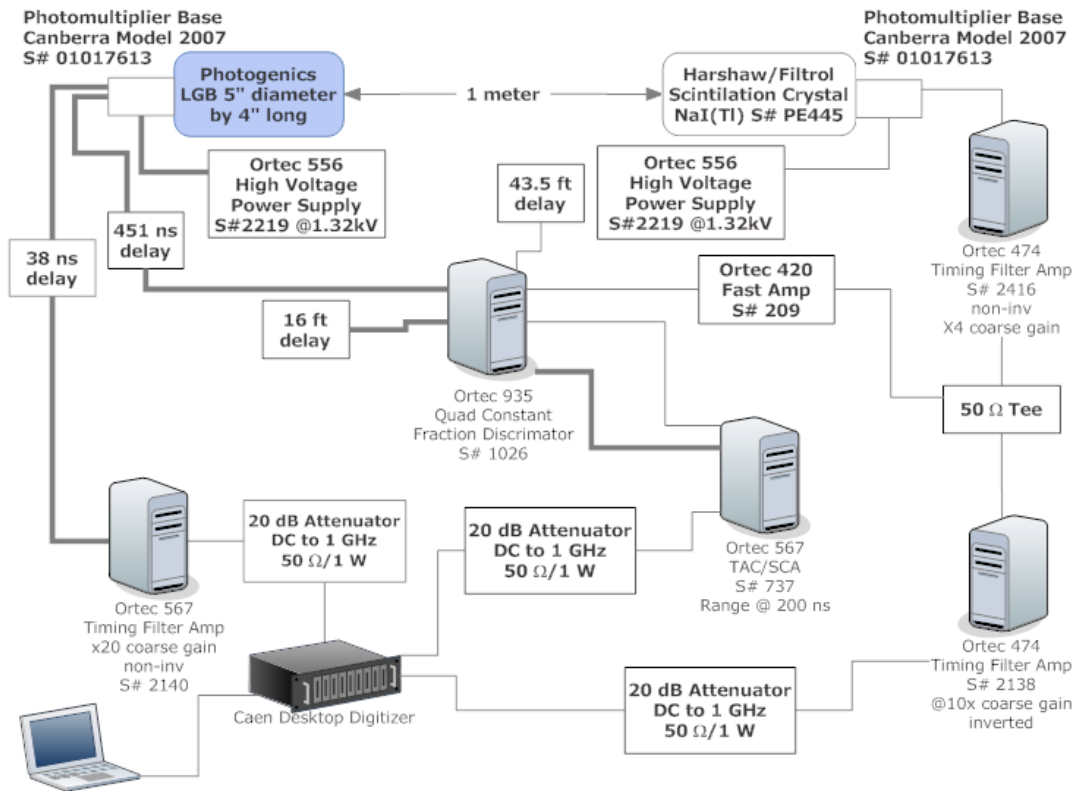 Photomultiplier Base
Canberra Model 2007
S# 01017613
Photogenics
LGB 5" diameter
by 4" long
1 meter
Harshaw/Filtrol
Scintilation Crystal
NaI(Tl) S# PE445
Photomultiplier Base
Canberra Model 2007
S# 01017613
Ortec 556
High Voltage
Power Supply
S#2219 @1.32kV
43.5 ft
delay
Ortec 556
High Voltage
Power Supply
S#2219 @1.32kV
451 ns
delay
38 ns
delay
16 ft
delay
Ortec 420
Fast Amp
S# 209
Ortec 474
Timing Filter Amp
S# 2416
non-inv
X4 coarse gain
Ortec 935
Quad Constant
Fraction Discrimator
S# 1026
50 Ω Tee
20 dB Attenuator
DC to 1 GHz
50 Ω/1 W
20 dB Attenuator
DC to 1 GHz
50 Ω/1 W
Ortec 567
TAC/SCA
S# 737
Range @ 200 ns
Ortec 567
Timing Filter Amp
x20 coarse gain
non-inv
S# 2140
Caen Desktop Digitizer
20 dB Attenuator
DC to 1 GHz
50 Ω/1 W
Ortec 474
Timing Filter Amp
S# 2138
@10x coarse gain
inverted